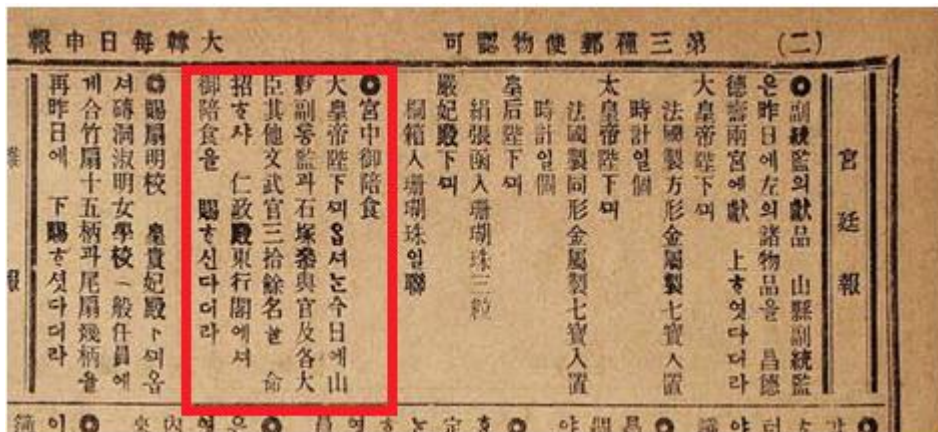 (二)
第三種郵便物認可
大韓每日申報
宮廷報
❍副統監의獻品 山縣副統監
은昨日에左의諸物品을 昌德
德壽兩宮에獻 上ᄒᆞ엿다더라
大皇帝陛下ᄭᅴ
法國製方形金屬製七寶入置
時計일個
太皇帝陛下ᄭᅴ
法國製同形金屬製七寶入置
時計일個
皇后陛下ᄭᅴ
絹張函入珊瑚珠三粒
嚴妃殿下ᄭᅴ
桐箱入珊瑚珠일聯
❍宮中御陪食
大皇帝陛下ᄭᅴᄋᆞᆸ셔ᄂᆞᆫ今日에山
縣副통監과石塚參與官及各大
臣其他文武官三拾餘名을 命
招ᄒᆞ샤 仁政殿東行閣에셔
御陪食을 賜ᄒᆞ신다더라
❍賜扇明校 皇貴妃殿下ᄭᅴᄋᆞᆸ
셔磚洞淑明女學校一般任員에
게合竹扇十五柄과尾扇幾柄을
再昨日에 下賜ᄒᆞ셧다더라